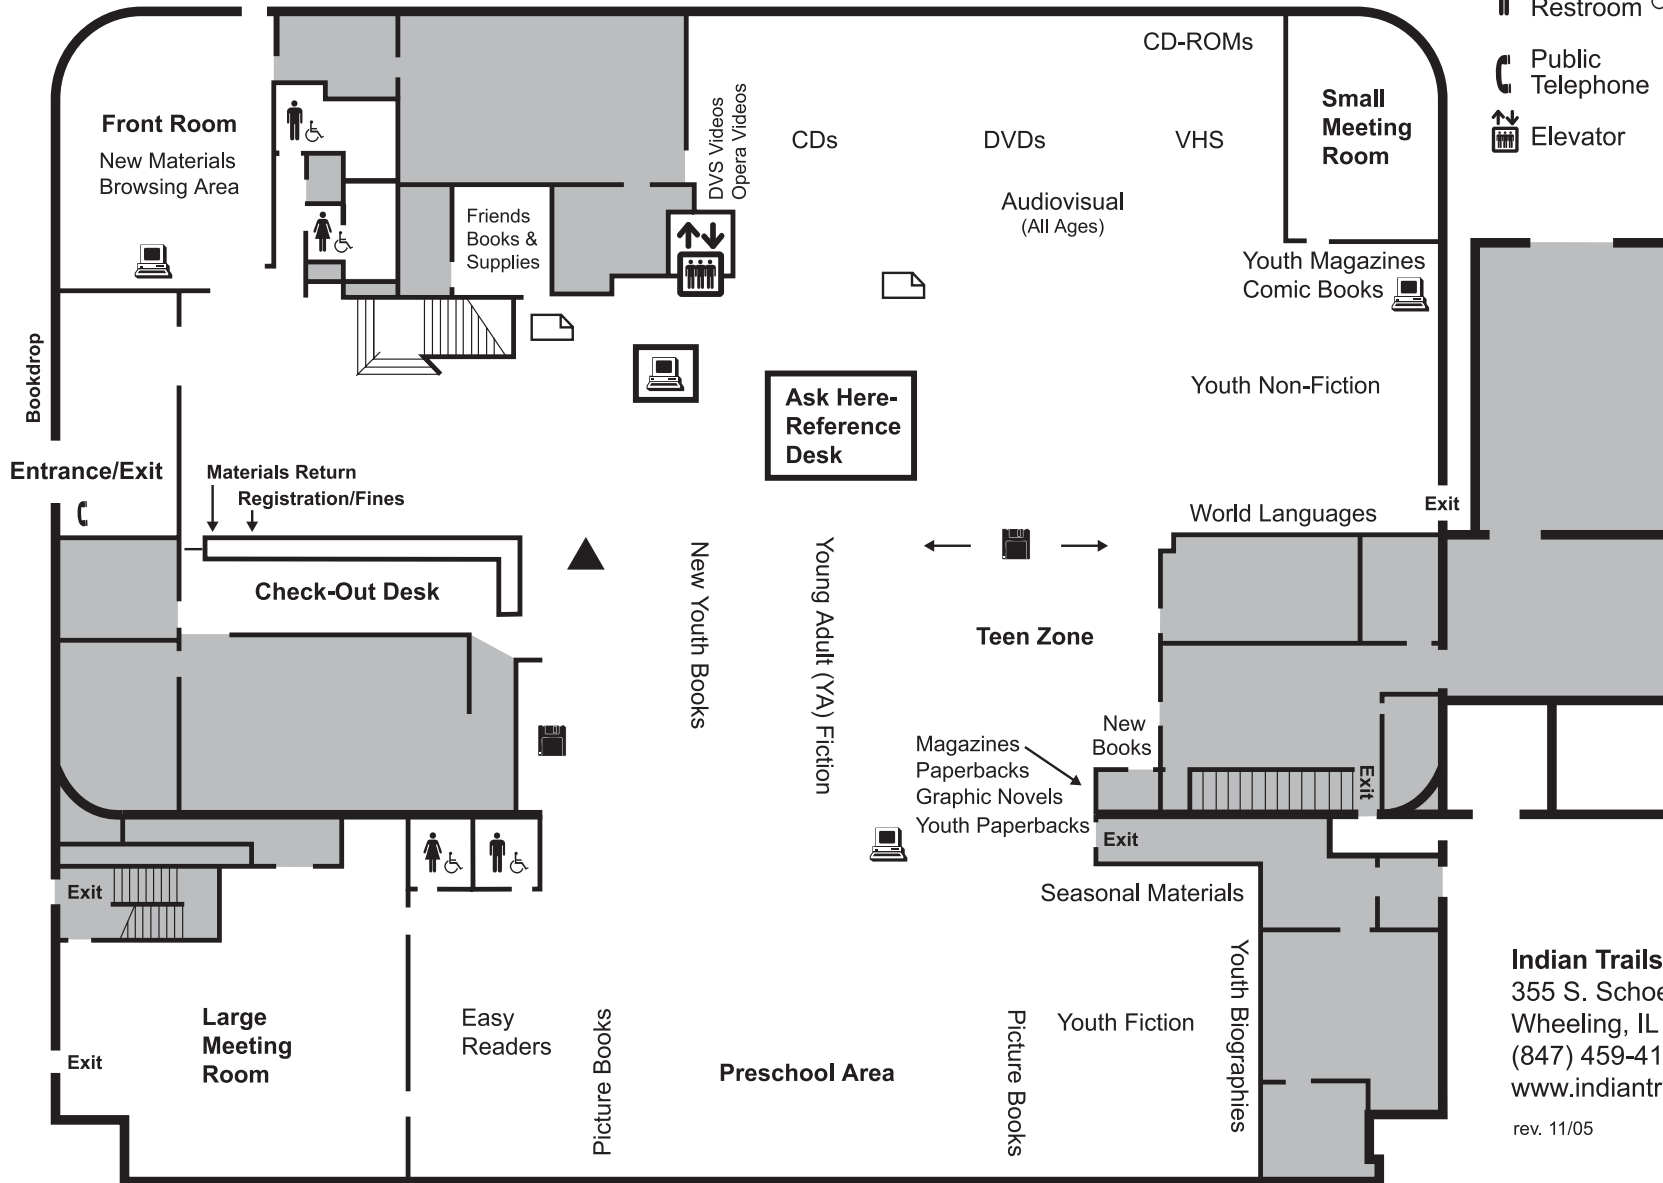 Restroom
Public
Telephone
Elevator
CD-ROMs
Small
Meeting
Room
Front Room
New Materials
Browsing Area
DVS Videos
Opera Videos
CDs
DVDs
VHS
Audiovisual
(All Ages)
Friends
Books &
Supplies
Youth Magazines
Comic Books
Bookdrop
Youth Non-Fiction
Ask Here-
Reference
Desk
Entrance/Exit
Materials Return
Registration/Fines
Exit
World Languages
Check-Out Desk
New Youth Books
Young Adult (YA) Fiction
Teen Zone
New
Books
Magazines
Paperbacks
Graphic Novels
Youth Paperbacks
Exit
Exit
Exit
Seasonal Materials
Youth Biographies
Large
Meeting
Room
Exit
Easy
Readers
Picture Books
Preschool Area
Picture Books
Youth Fiction
Indian Trails
355 S. Schoe
Wheeling, IL
(847) 459-41
www.indiantr
rev. 11/05